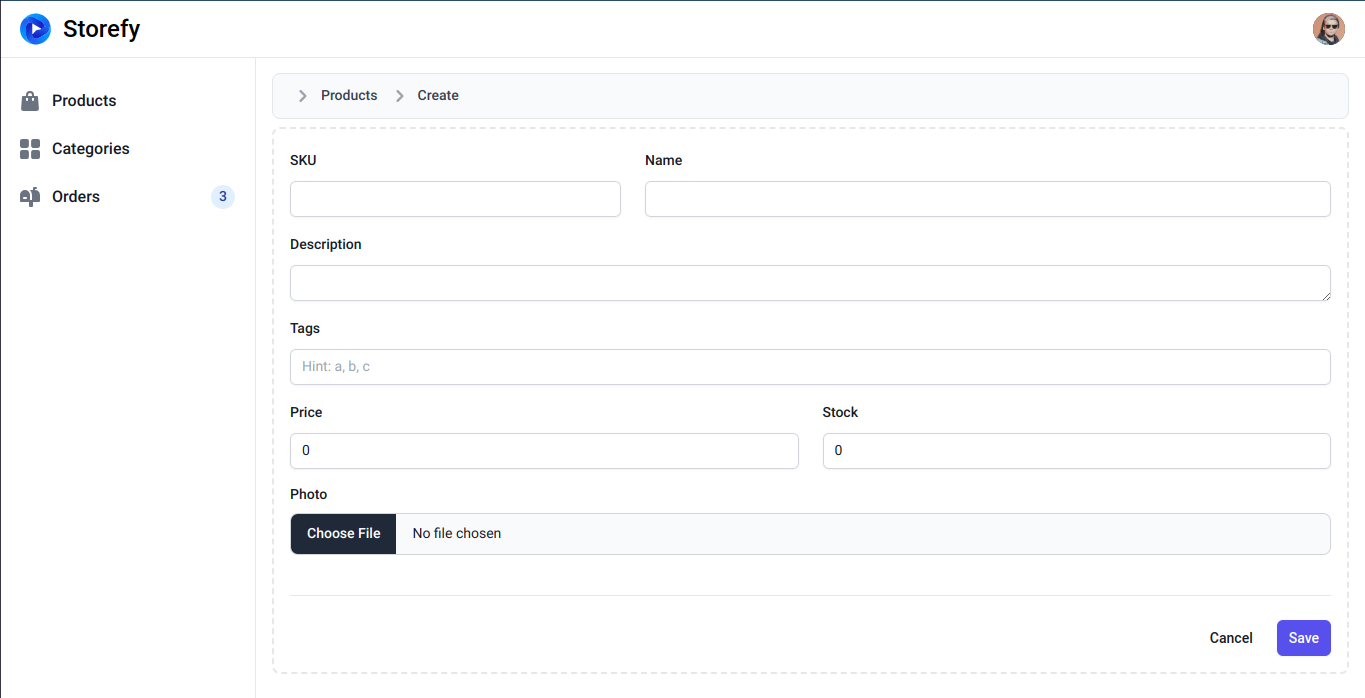 Storefy
Products
Categories
Orders 3
Products Create
SKU Name
Description
Tags
Hint: a, b, c
Price Stock
0 0
Photo
Choose File No file chosen
Cancel Save